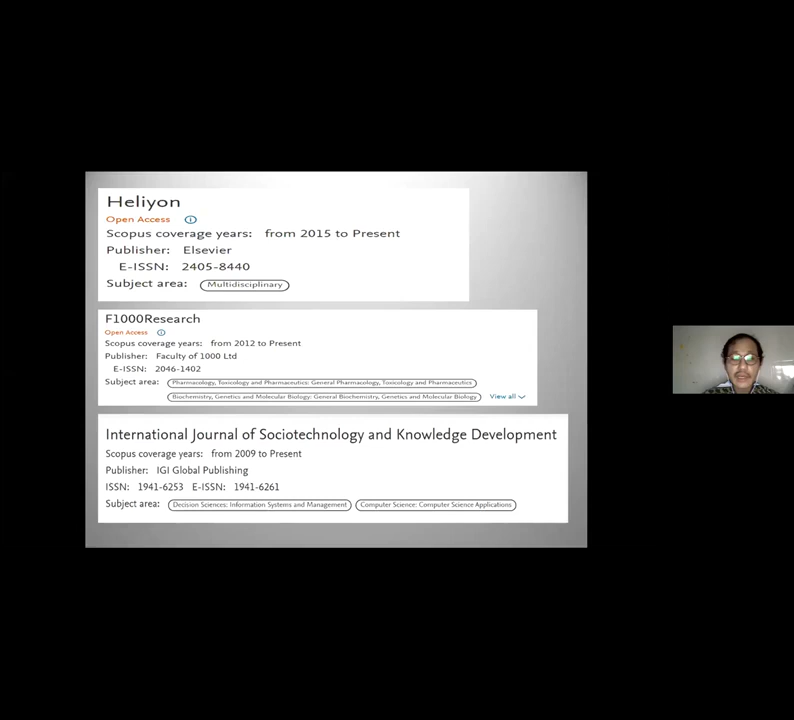 Heliyon
Open Access
Scopus coverage years: from 2015 to Present
Publisher: Elsevier
E-ISSN: 2405-8440
Subject area: Multidisciplinary
F1000Research
Open Access
Scopus coverage years: from 2012 to Present
Publisher: Faculty of 1000 Ltd
E-ISSN: 2046-1402
Subject area: Pharmacology, Toxicology and Pharmaceutics: General Pharmacology, Toxicology and Pharmaceutics
Biochemistry, Genetics and Molecular Biology: General Biochemistry, Genetics and Molecular Biology View all
International Journal of Sociotechnology and Knowledge Development
Scopus coverage years: from 2009 to Present
Publisher: IGI Global Publishing
ISSN: 1941-6253 E-ISSN: 1941-6261
Subject area: Decision Sciences: Information Systems and Management Computer Science: Computer Science Applications